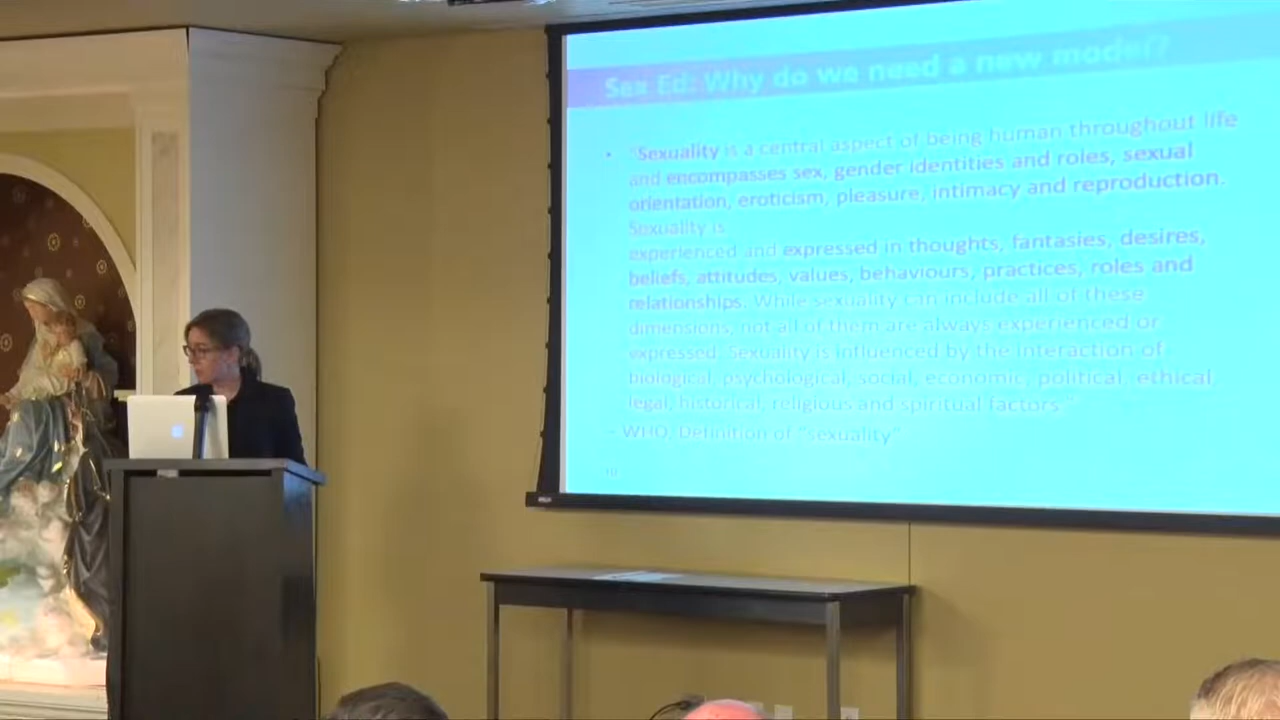 Sex Ed: Why do we need a new model?
• "Sexuality is a central aspect of being human throughout life
and encompasses sex, gender identities and roles, sexual
orientation, eroticism, pleasure, intimacy and reproduction.
Sexuality is
experienced and expressed in thoughts, fantasies, desires,
beliefs, attitudes, values, behaviours, practices, roles and
relationships. While sexuality can include all of these
dimensions, not all of them are always experienced or
expressed. Sexuality is influenced by the interaction of
biological, psychological, social, economic, political, ethical,
legal, historical, religious and spiritual factors."
- WHO, Definition of "sexuality"